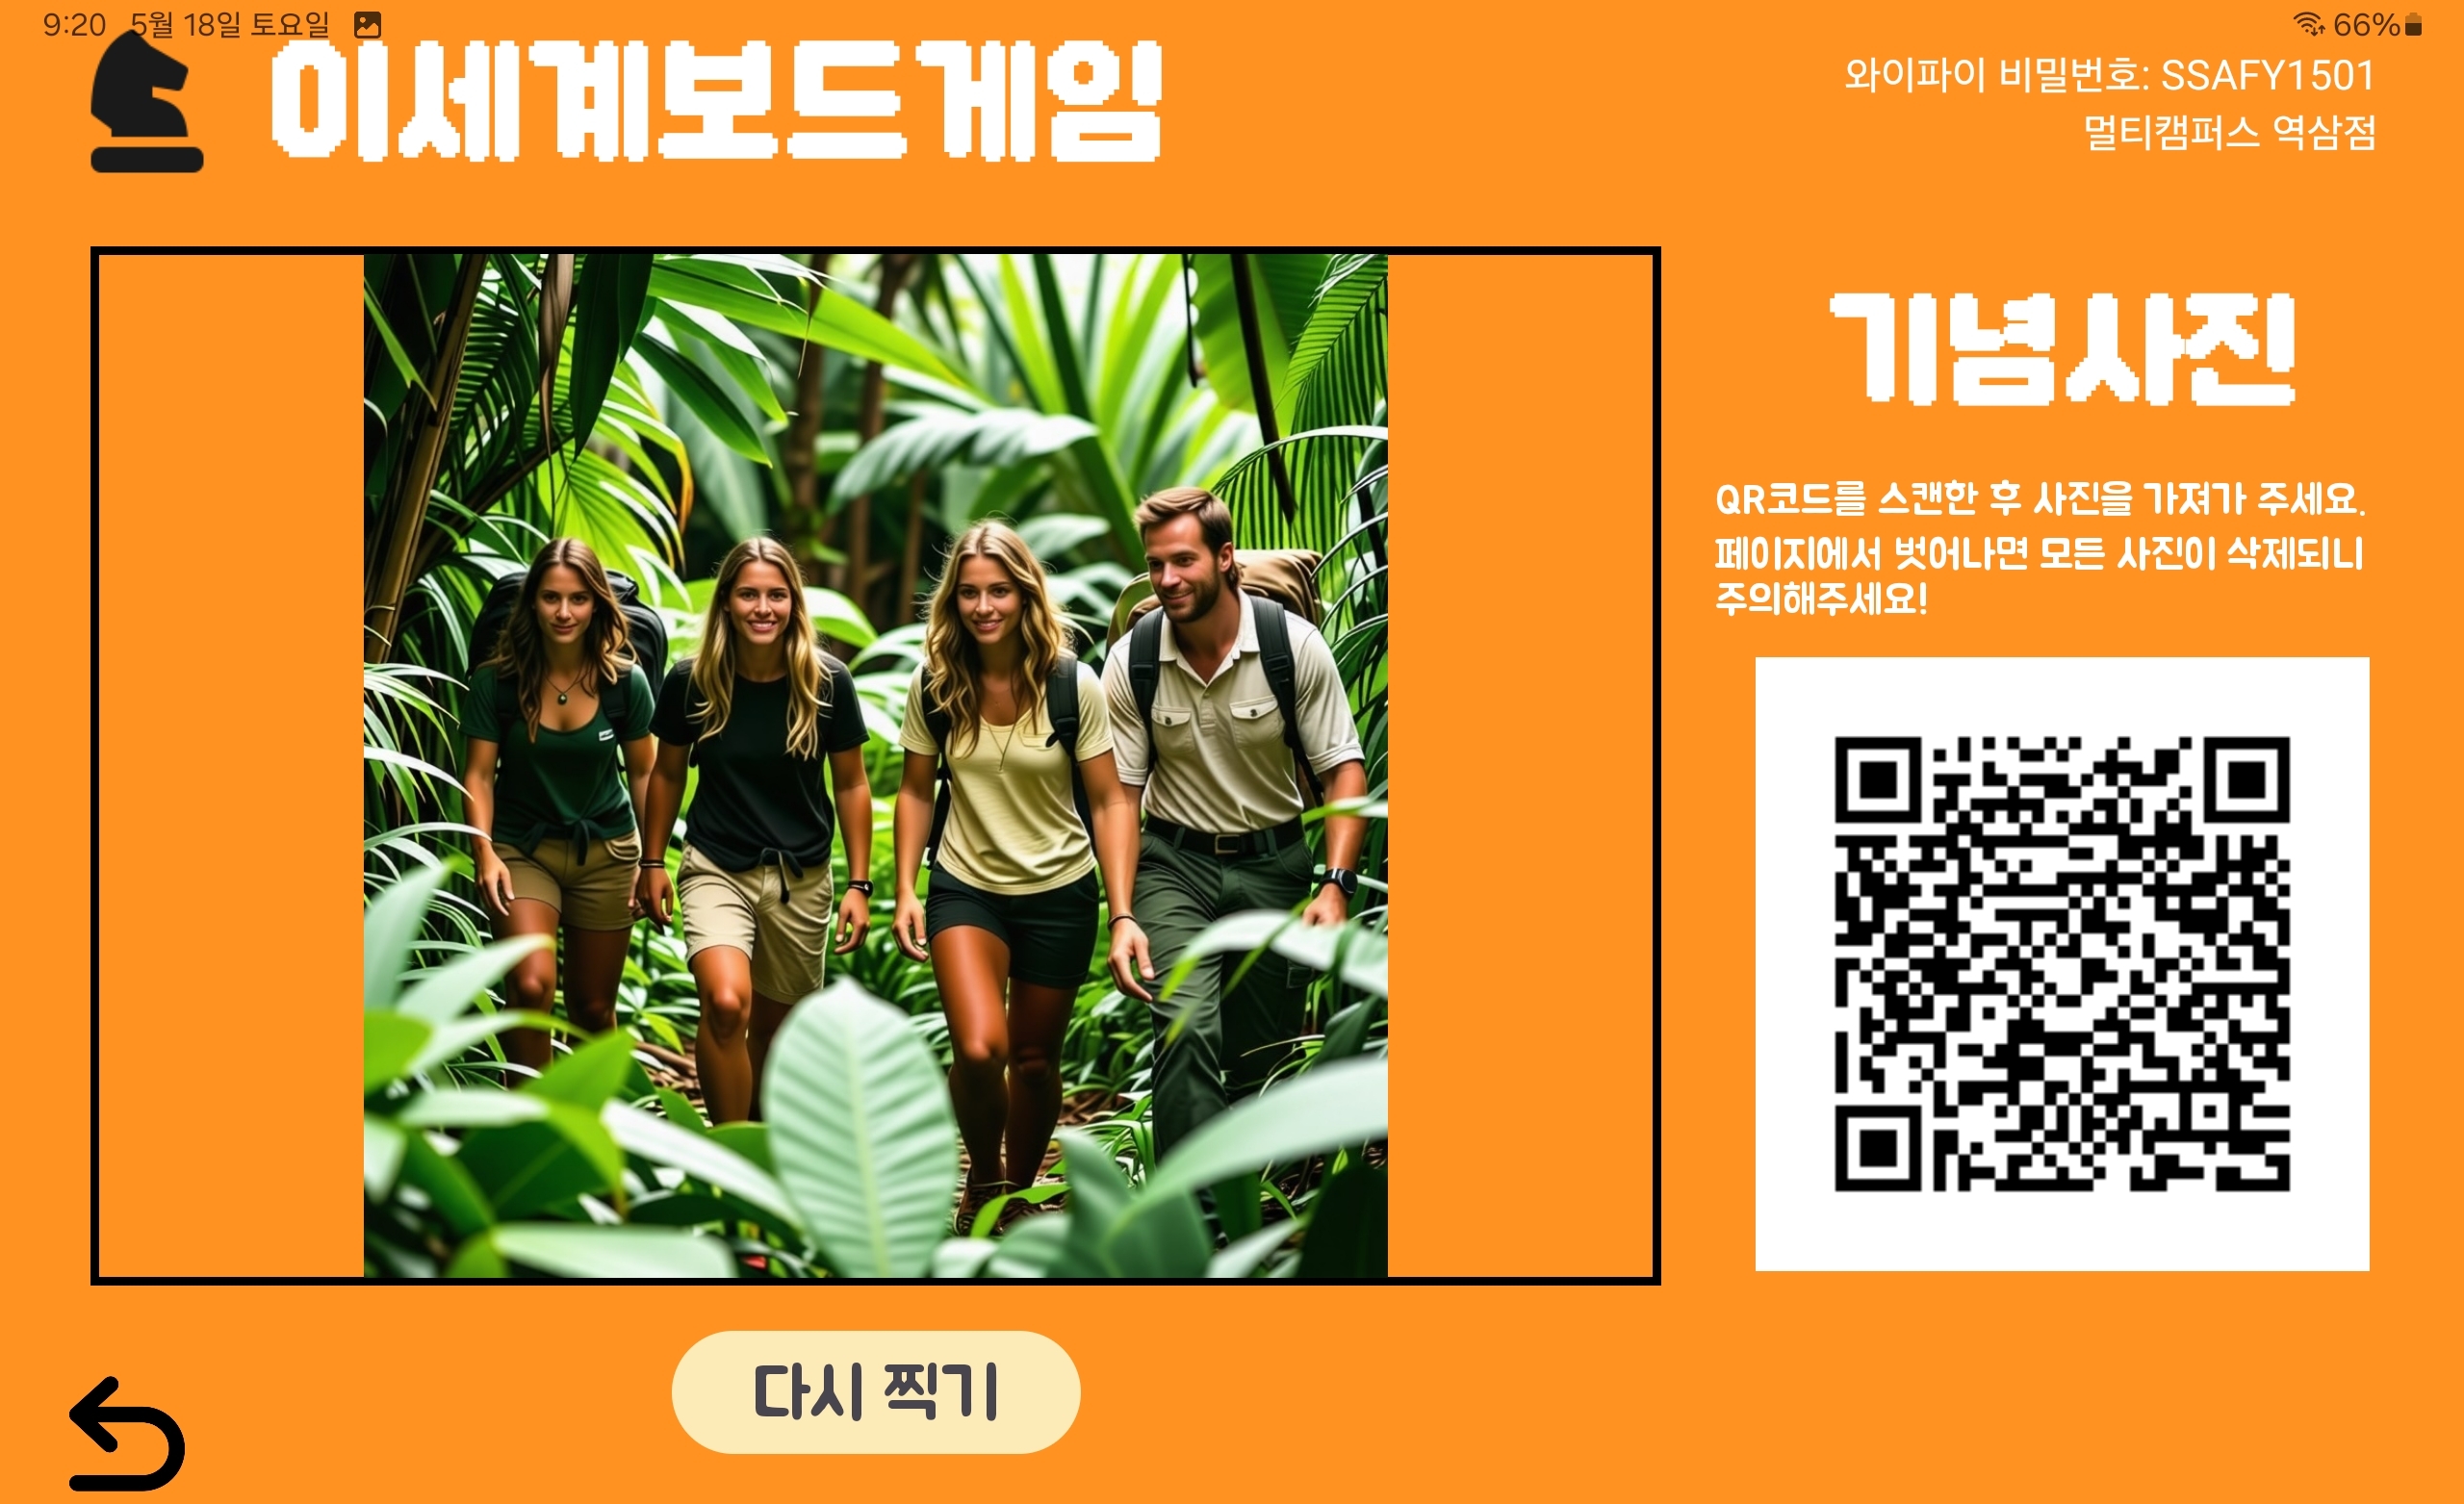 9:20 5월 18일 토요일
66%
이세계보드게임
와이파이 비밀번호: SSAFY1501
멀티캠퍼스 역삼점
기념사진
QR코드를 스캔한 후 사진을 가져가 주세요.
페이지에서 벗어나면 모든 사진이 삭제되니
주의해주세요!
다시 찍기